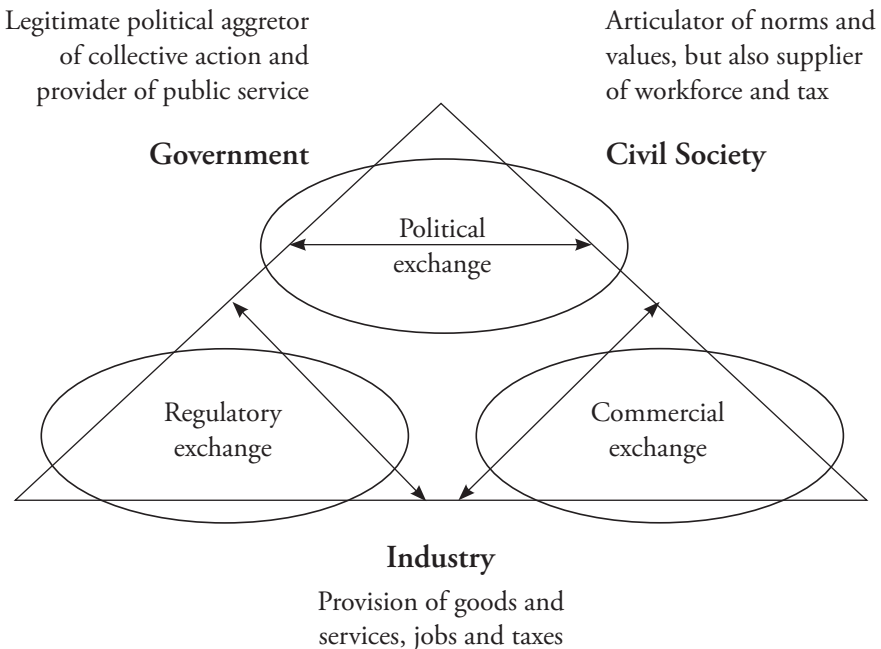 Legitimate political aggretor
of collective action and
provider of public service
Government
Articulator of norms and
values, but also supplier
of workforce and tax
Civil Society
Political
exchange
Regulatory
exchange
Commercial
exchange
Industry
Provision of goods and
services, jobs and taxes